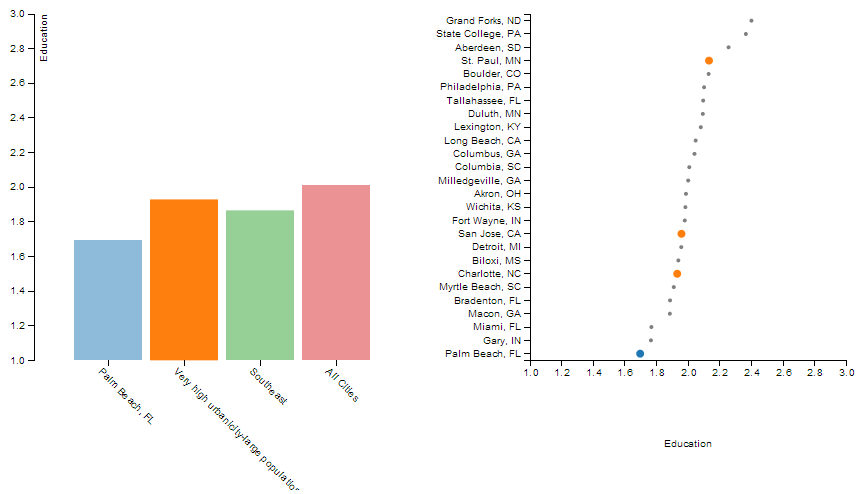 Education
3.0
2.8
2.6
2.4
2.2
2.0
1.8
1.6
1.4
1.2
1.0
Palm Beach, FL
Very high urbanicity-large population
Southeast
All Cities
Grand Forks, ND
State College, PA
Aberdeen, SD
St. Paul, MN
Boulder, CO
Philadelphia, PA
Tallahassee, FL
Duluth, MN
Lexington, KY
Long Beach, CA
Columbus, GA
Columbia, SC
Milledgeville, GA
Akron, OH
Wichita, KS
Fort Wayne, IN
San Jose, CA
Detroit, MI
Biloxi, MS
Charlotte, NC
Myrtle Beach, SC
Bradenton, FL
Macon, GA
Miami, FL
Gary, IN
Palm Beach, FL
1.0 1.2 1.4 1.6 1.8 2.0 2.2 2.4 2.6 2.8 3.0
Education